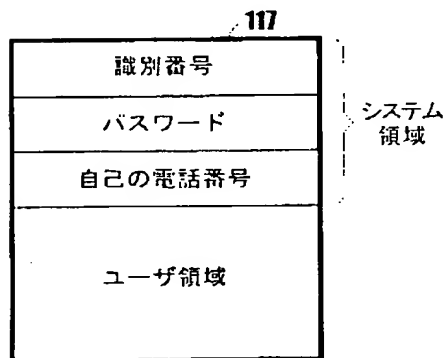 117
識別番号
パスワード
自己の電話番号
システム
領域
ユーザ領域